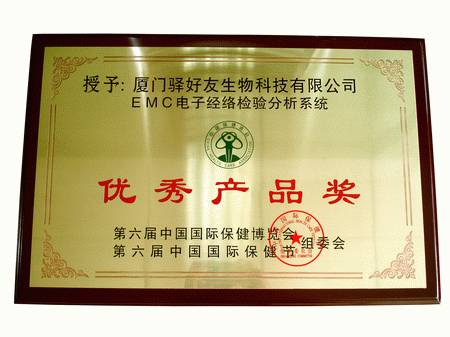 授予: 厦门驿好友生物科技有限公司
EMC电子经络检验分析系统
优秀产品奖
第六届中国国际保健博览会
第六届中国国际保健节
组委会